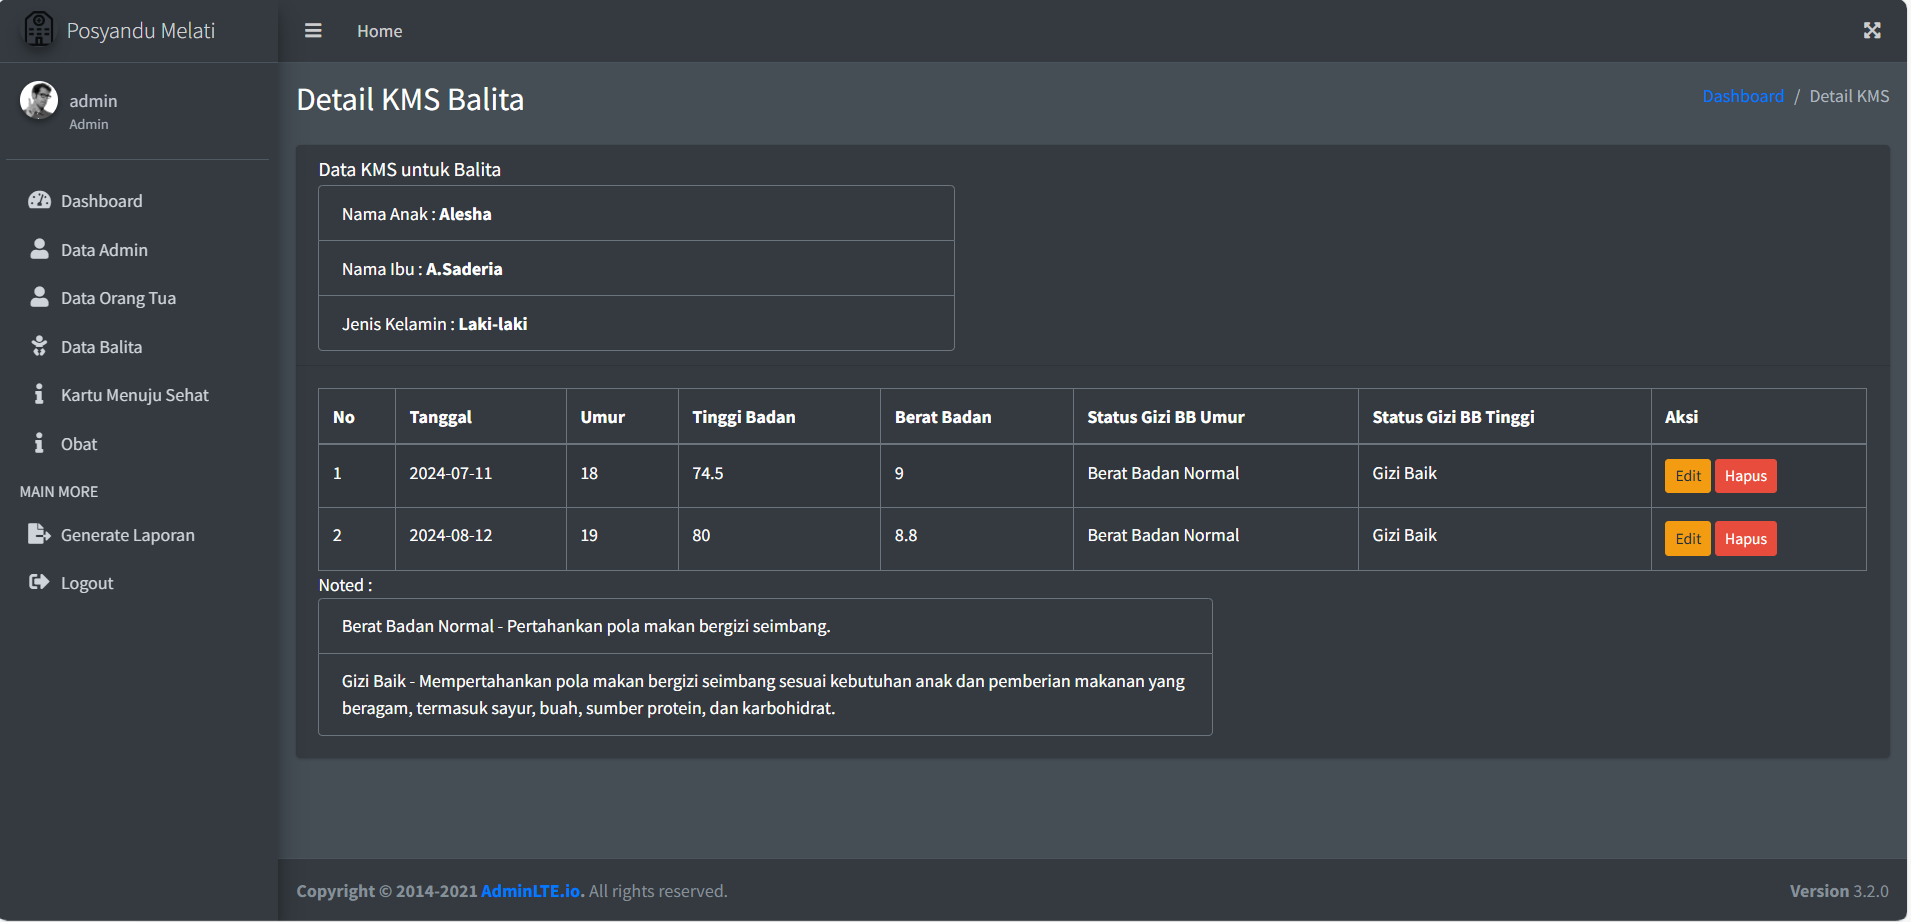 Posyandu Melati
Home
admin
Admin
Dashboard
Data Admin
Data Orang Tua
Data Balita
Kartu Menuju Sehat
Obat
MAIN MORE
Generate Laporan
Logout
Detail KMS Balita
Dashboard / Detail KMS
Data KMS untuk Balita
Nama Anak : Alesha
Nama Ibu : A.Saderia
Jenis Kelamin : Laki-laki
No Tanggal Umur Tinggi Badan Berat Badan Status Gizi BB Umur Status Gizi BB Tinggi Aksi
1 2024-07-11 18 74.5 9 Berat Badan Normal Gizi Baik Edit Hapus
2 2024-08-12 19 80 8.8 Berat Badan Normal Gizi Baik Edit Hapus
Noted :
Berat Badan Normal - Pertahankan pola makan bergizi seimbang.
Gizi Baik - Mempertahankan pola makan bergizi seimbang sesuai kebutuhan anak dan pemberian makanan yang
beragam, termasuk sayur, buah, sumber protein, dan karbohidrat.
Copyright © 2014-2021 AdminLTE.io. All rights reserved.
Version 3.2.0